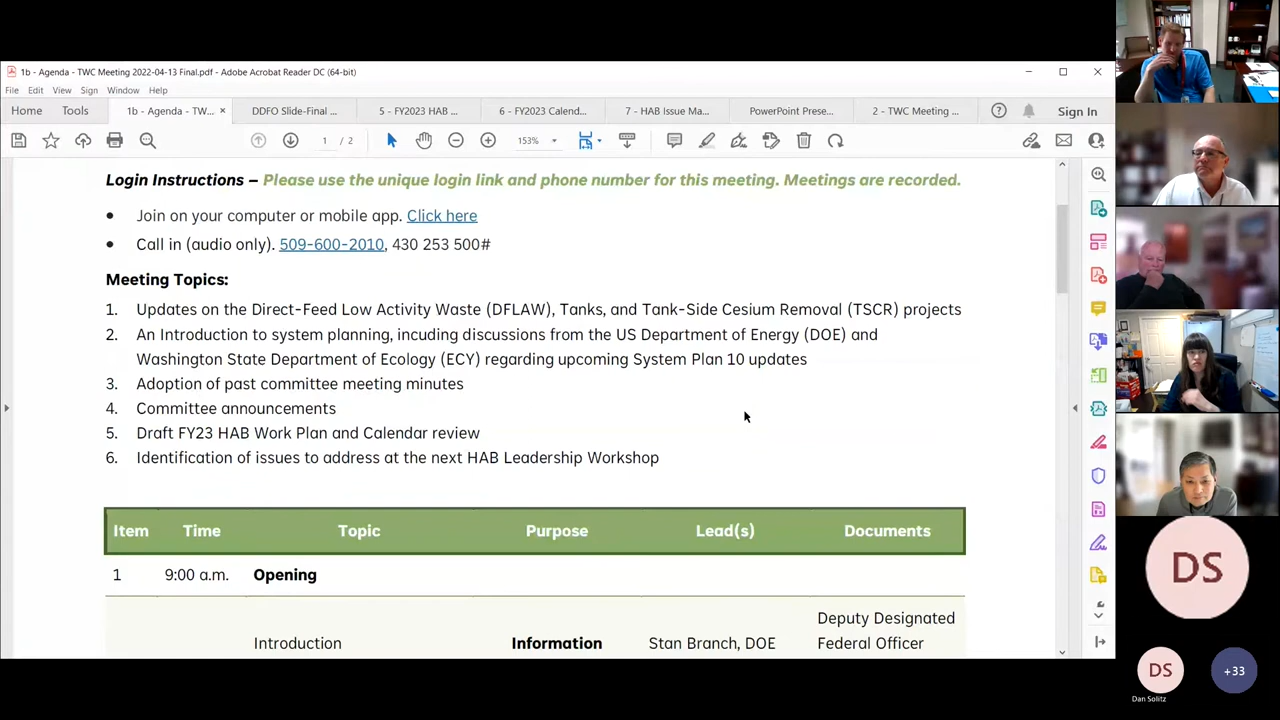 1b - Agenda - TWC Meeting 2022-04-13 Final.pdf - Adobe Acrobat Reader DC (64-bit)
File Edit View Sign Window Help
Home Tools 1b - Agenda - TW... × DDFO Slide-Final ... 5 - FY2023 HAB ... 6 - FY2023 Calend... 7 - HAB Issue Ma... PowerPoint Prese... 2 - TWC Meeting ... Sign In
1 / 2 153%
Login Instructions – Please use the unique login link and phone number for this meeting. Meetings are recorded.
• Join on your computer or mobile app. Click here
• Call in (audio only). 509-600-2010, 430 253 500#
Meeting Topics:
1. Updates on the Direct-Feed Low Activity Waste (DFLAW), Tanks, and Tank-Side Cesium Removal (TSCR) projects
2. An Introduction to system planning, incuding discussions from the US Department of Energy (DOE) and
Washington State Department of Ecology (ECY) regarding upcoming System Plan 10 updates
3. Adoption of past committee meeting minutes
4. Committee announcements
5. Draft FY23 HAB Work Plan and Calendar review
6. Identification of issues to address at the next HAB Leadership Workshop
Item Time Topic Purpose Lead(s) Documents
1 9:00 a.m. Opening
Deputy Designated
Introduction Information Stan Branch, DOE Federal Officer
DS
DS +33
Dan Solitz